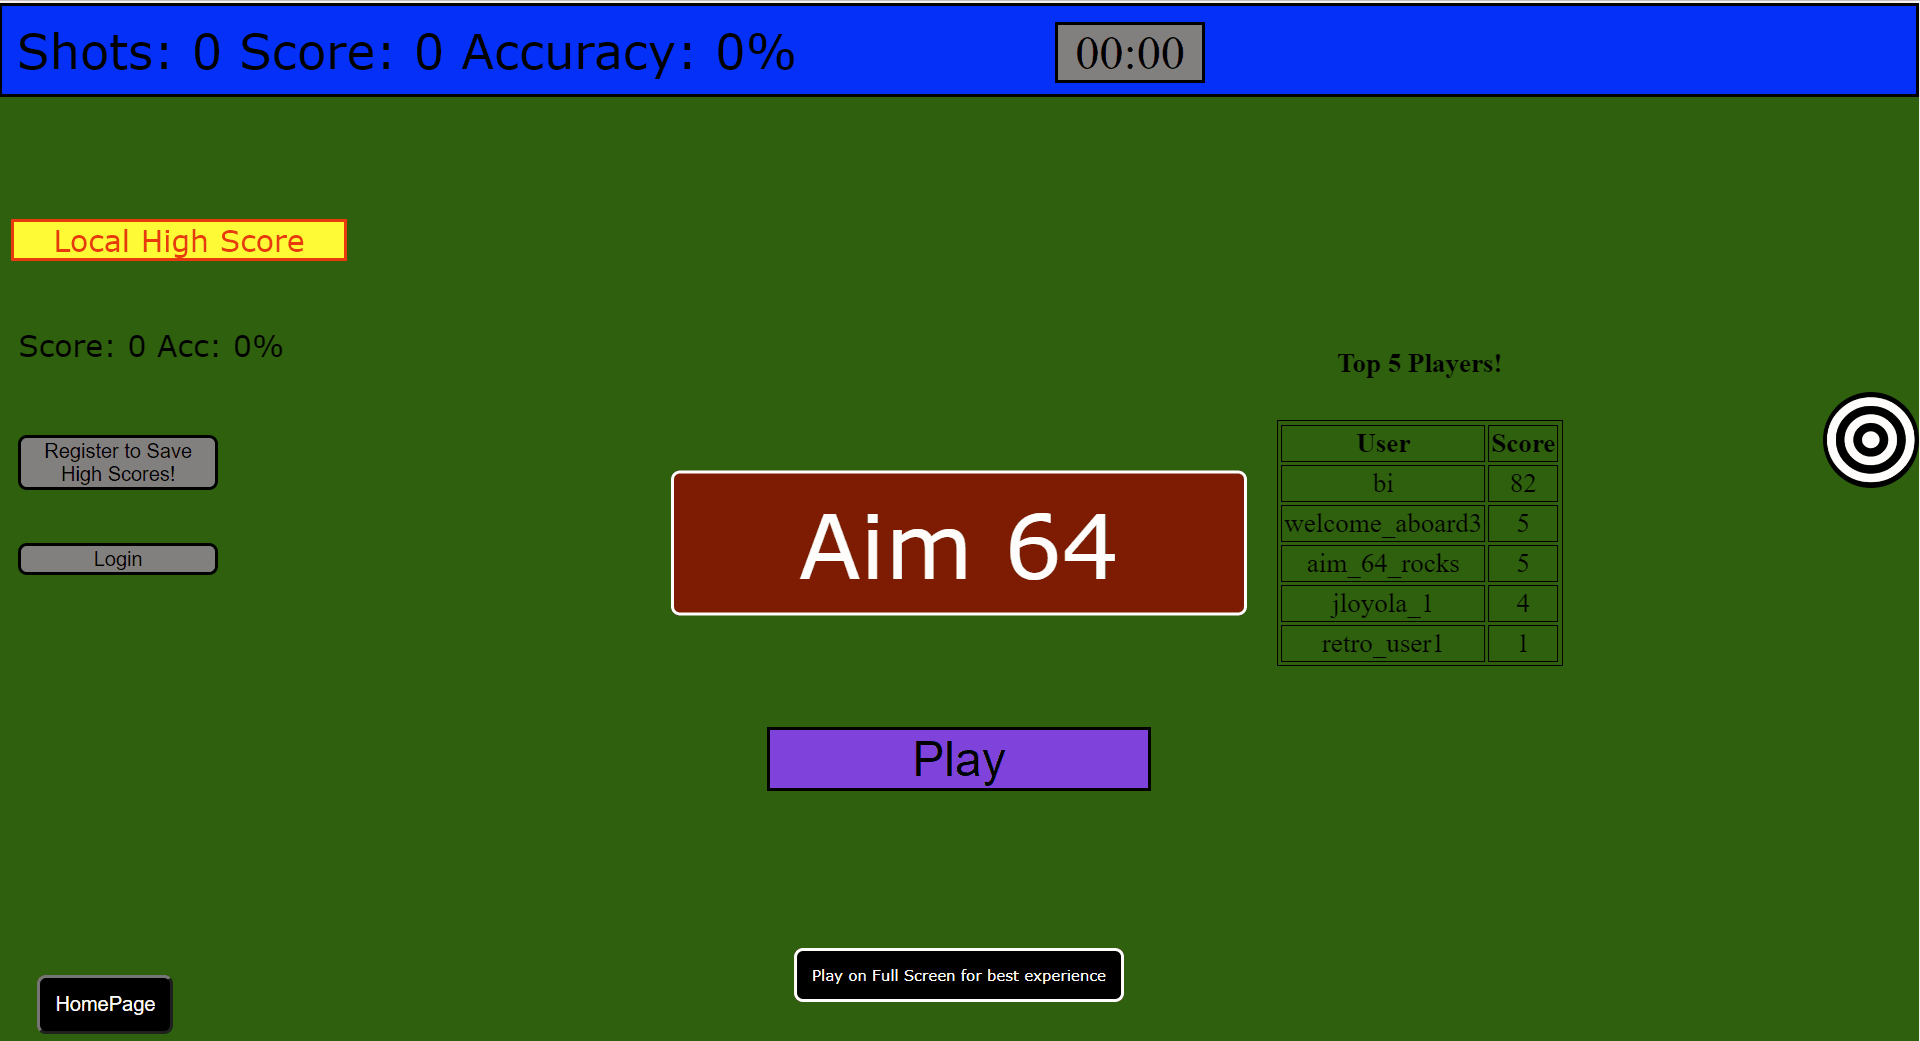 Shots: 0 Score: 0 Accuracy: 0%
00:00
Local High Score
Score: 0 Acc: 0%
Register to Save
High Scores!
Login
Aim 64
Play
Top 5 Players!
User Score
bi 82
welcome_aboard3 5
aim_64_rocks 5
jloyola_1 4
retro_user1 1
Play on Full Screen for best experience
HomePage